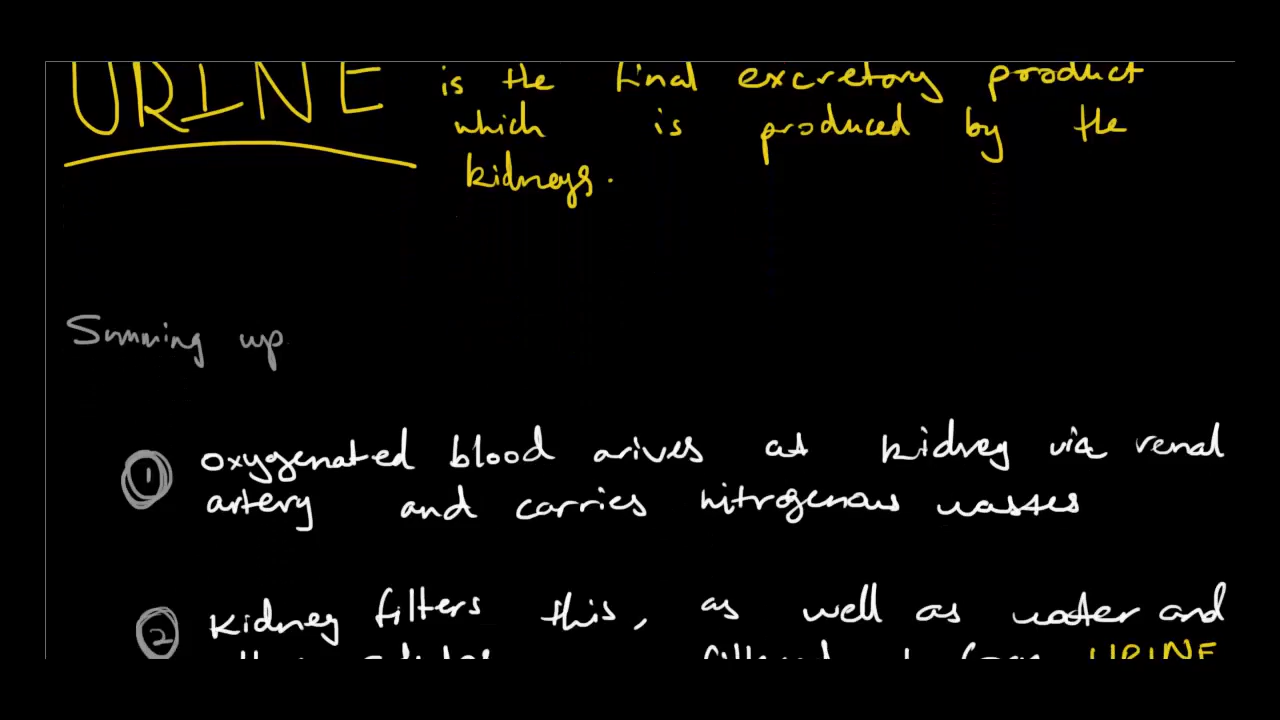 URINE is the final excretory product
which is produced by the
kidneys.
Summing up
1 oxygenated blood arives at kidney via renal
artery and carries nitrogenous wastes
2 kidney filters this, as well as water and
URINE